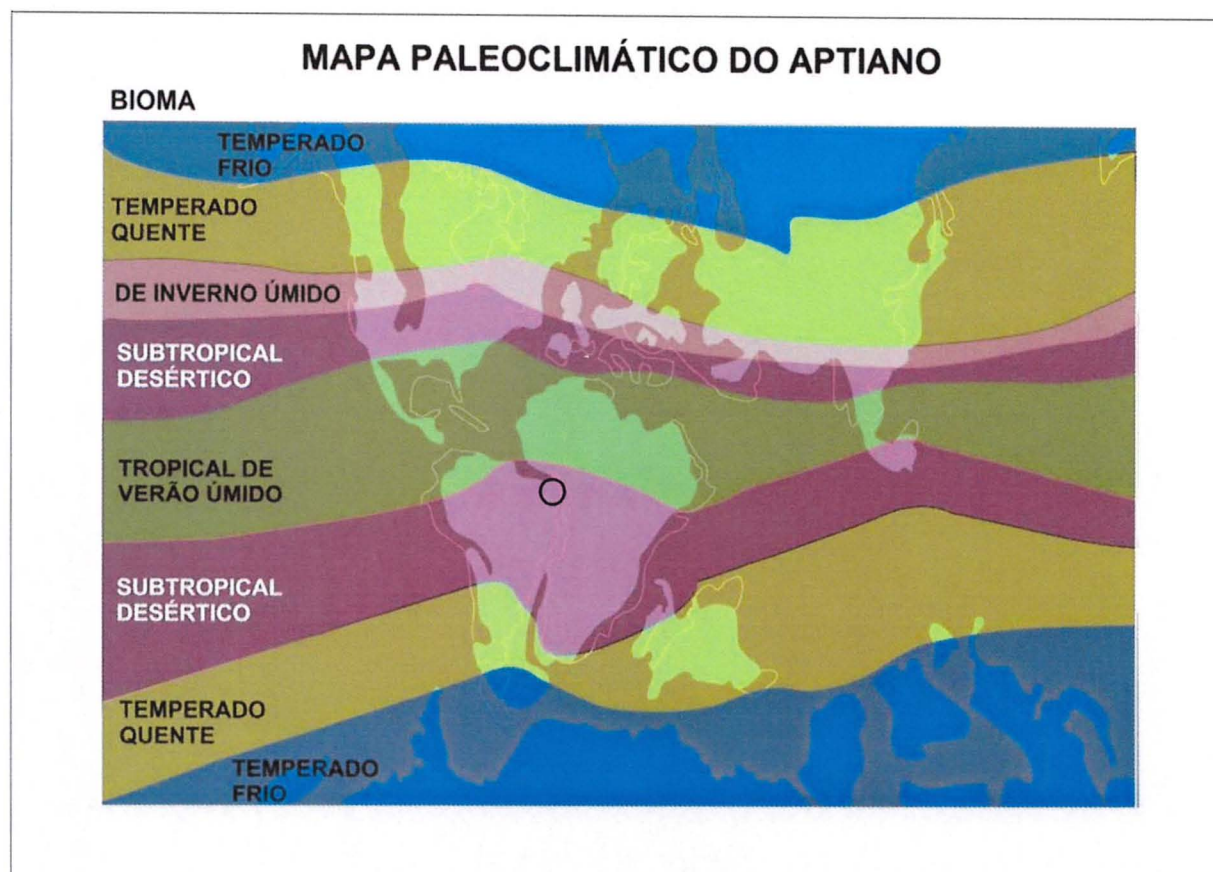 MAPA PALEOCLIMÁTICO DO APTIANO
BIOMA
TEMPERADO
FRIO
TEMPERADO
QUENTE
DE INVERNO ÚMIDO
SUBTROPICAL
DESÉRTICO
TROPICAL DE
VERÃO ÚMIDO
SUBTROPICAL
DESÉRTICO
TEMPERADO
QUENTE
TEMPERADO
FRIO